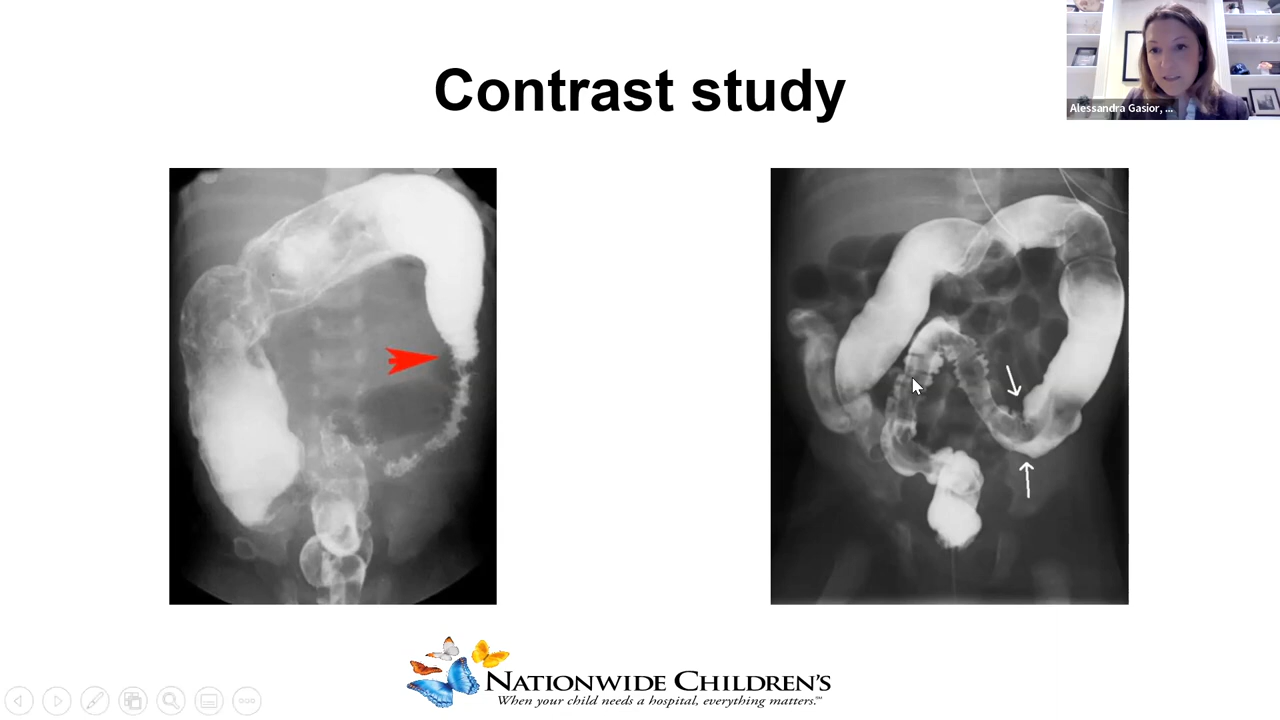 Contrast study
Alessandra Gasior, ...
NATIONWIDE CHILDREN'S
When your child needs a hospital, everything matters.™